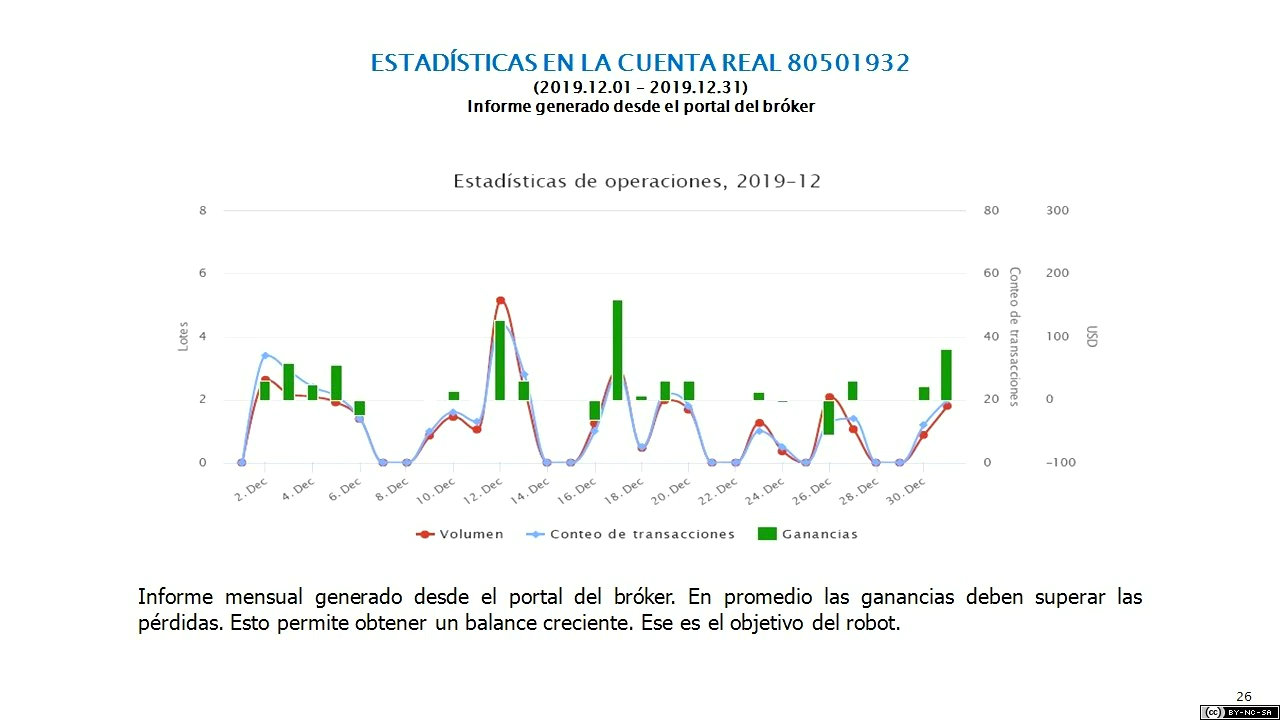 ESTADÍSTICAS EN LA CUENTA REAL 80501932
(2019.12.01 – 2019.12.31)
Informe generado desde el portal del bróker
Estadísticas de operaciones, 2019-12
8 80 300
6 60 200
4 40 100
2 20 0
0 0 -100
Lotes
Conteo de transacciones
USD
2. Dec 4. Dec 6. Dec 8. Dec 10. Dec 12. Dec 14. Dec 16. Dec 18. Dec 20. Dec 22. Dec 24. Dec 26. Dec 28. Dec 30. Dec
Volumen Conteo de transacciones Ganancias
Informe mensual generado desde el portal del bróker. En promedio las ganancias deben superar las
pérdidas. Esto permite obtener un balance creciente. Ese es el objetivo del robot.
26
cc BY-NC-SA